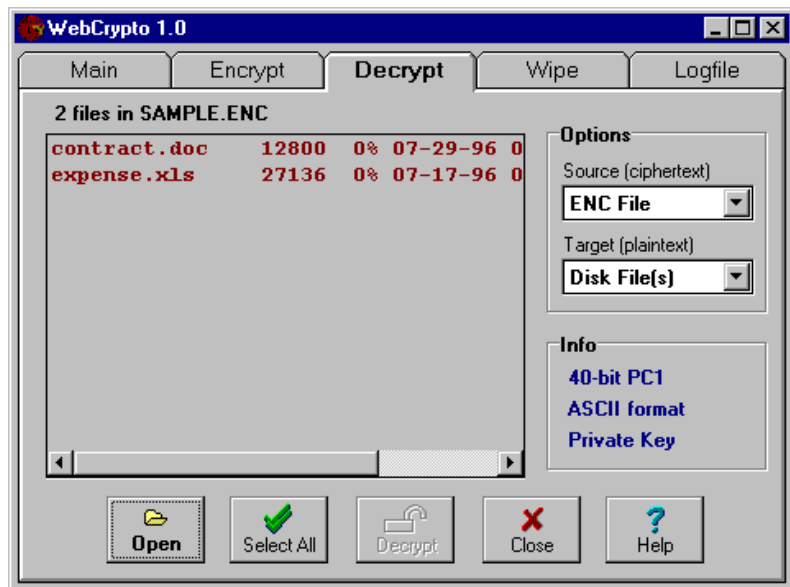 WebCrypto 1.0
Main Encrypt Decrypt Wipe Logfile
2 files in SAMPLE.ENC
contract.doc 12800 0% 07-29-96 0
expense.xls 27136 0% 07-17-96 0
Options
Source (ciphertext)
ENC File
Target (plaintext)
Disk File(s)
Info
40-bit PC1
ASCII format
Private Key
Open Select All Decrypt Close Help